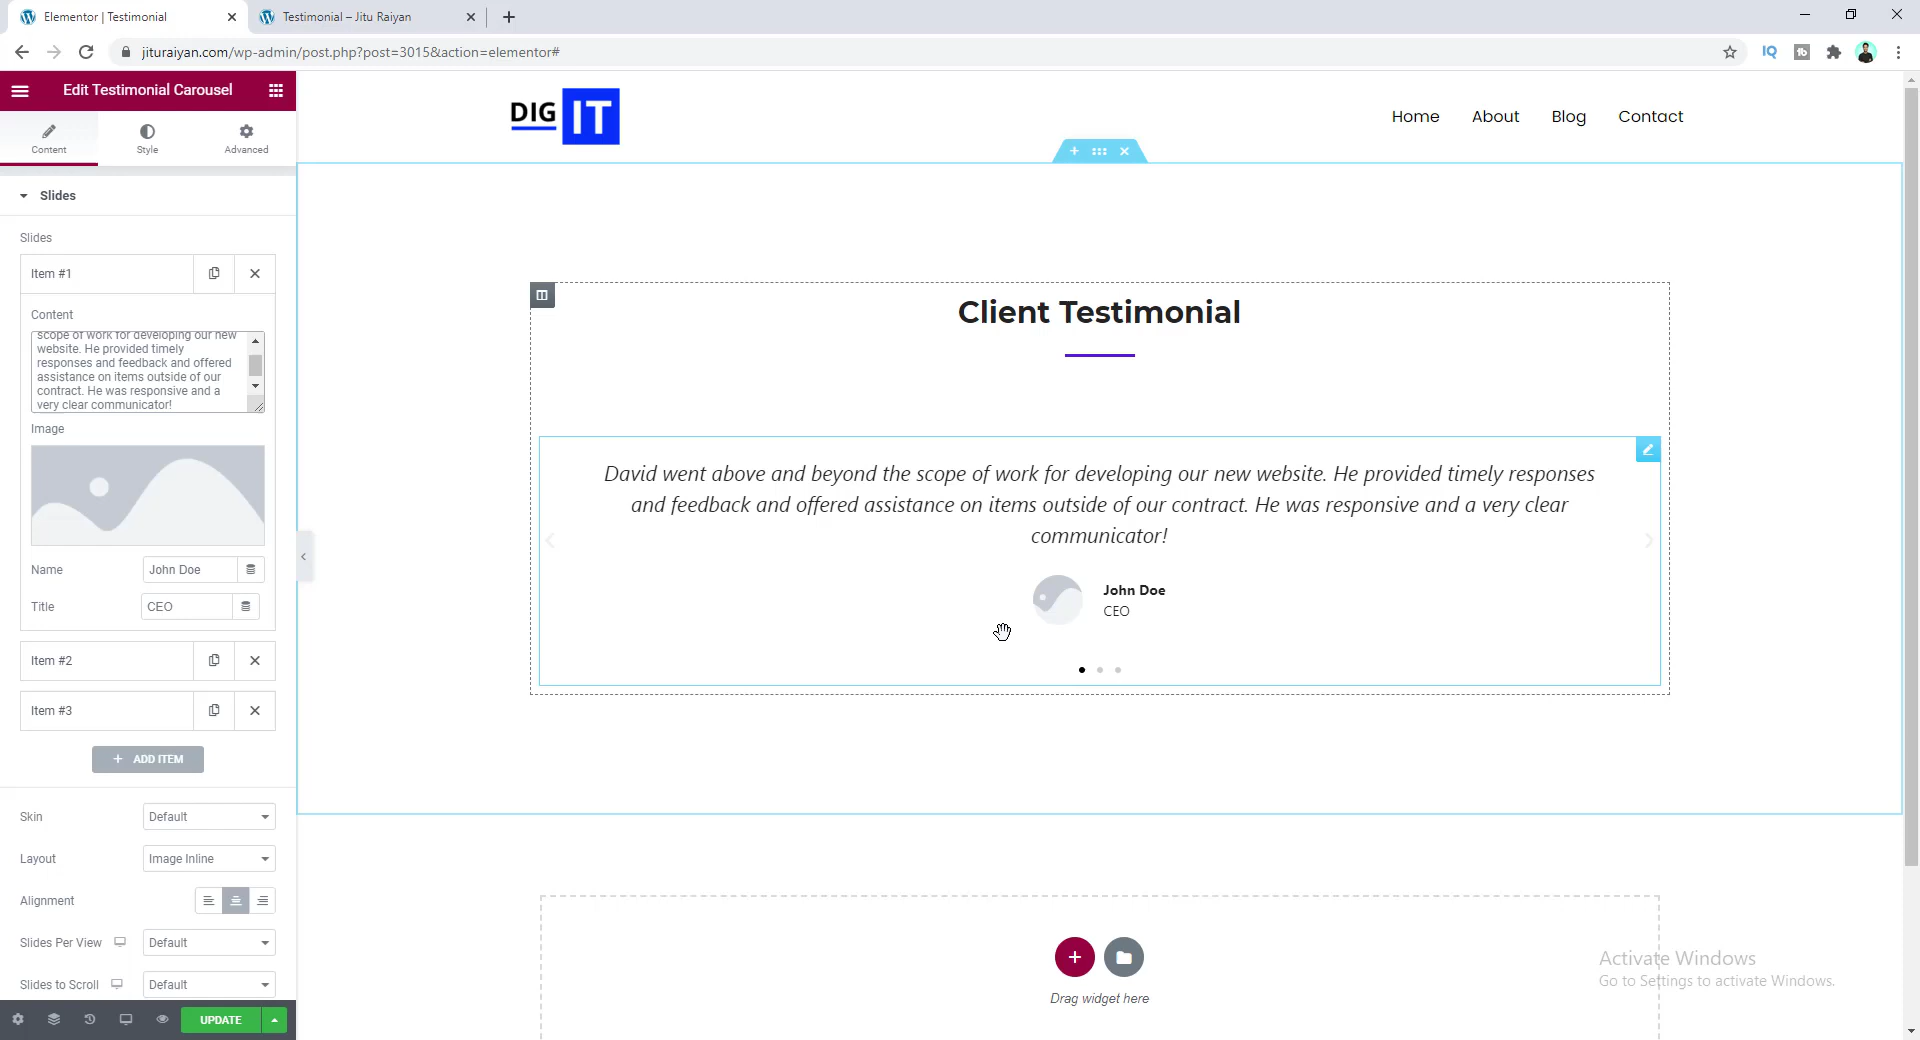 Elementor | Testimonial
Testimonial – Jitu Raiyan
jituraiyan.com/wp-admin/post.php?post=3015&action=elementor#
IQ
Edit Testimonial Carousel
Content
Style
Advanced
DIG IT
Home
About
Blog
Contact
Slides
Slides
Item #1
Content
scope of work for developing our new
website. He provided timely
responses and feedback and offered
assistance on items outside of our
contract. He was responsive and a
very clear communicator!
Image
Name
John Doe
Title
CEO
Item #2
Item #3
ADD ITEM
Skin
Default
Layout
Image Inline
Alignment
Slides Per View
Default
Slides to Scroll
Default
UPDATE
Client Testimonial
David went above and beyond the scope of work for developing our new website. He provided timely responses
and feedback and offered assistance on items outside of our contract. He was responsive and a very clear
communicator!
John Doe
CEO
Drag widget here
Activate Windows
Go to Settings to activate Windows.